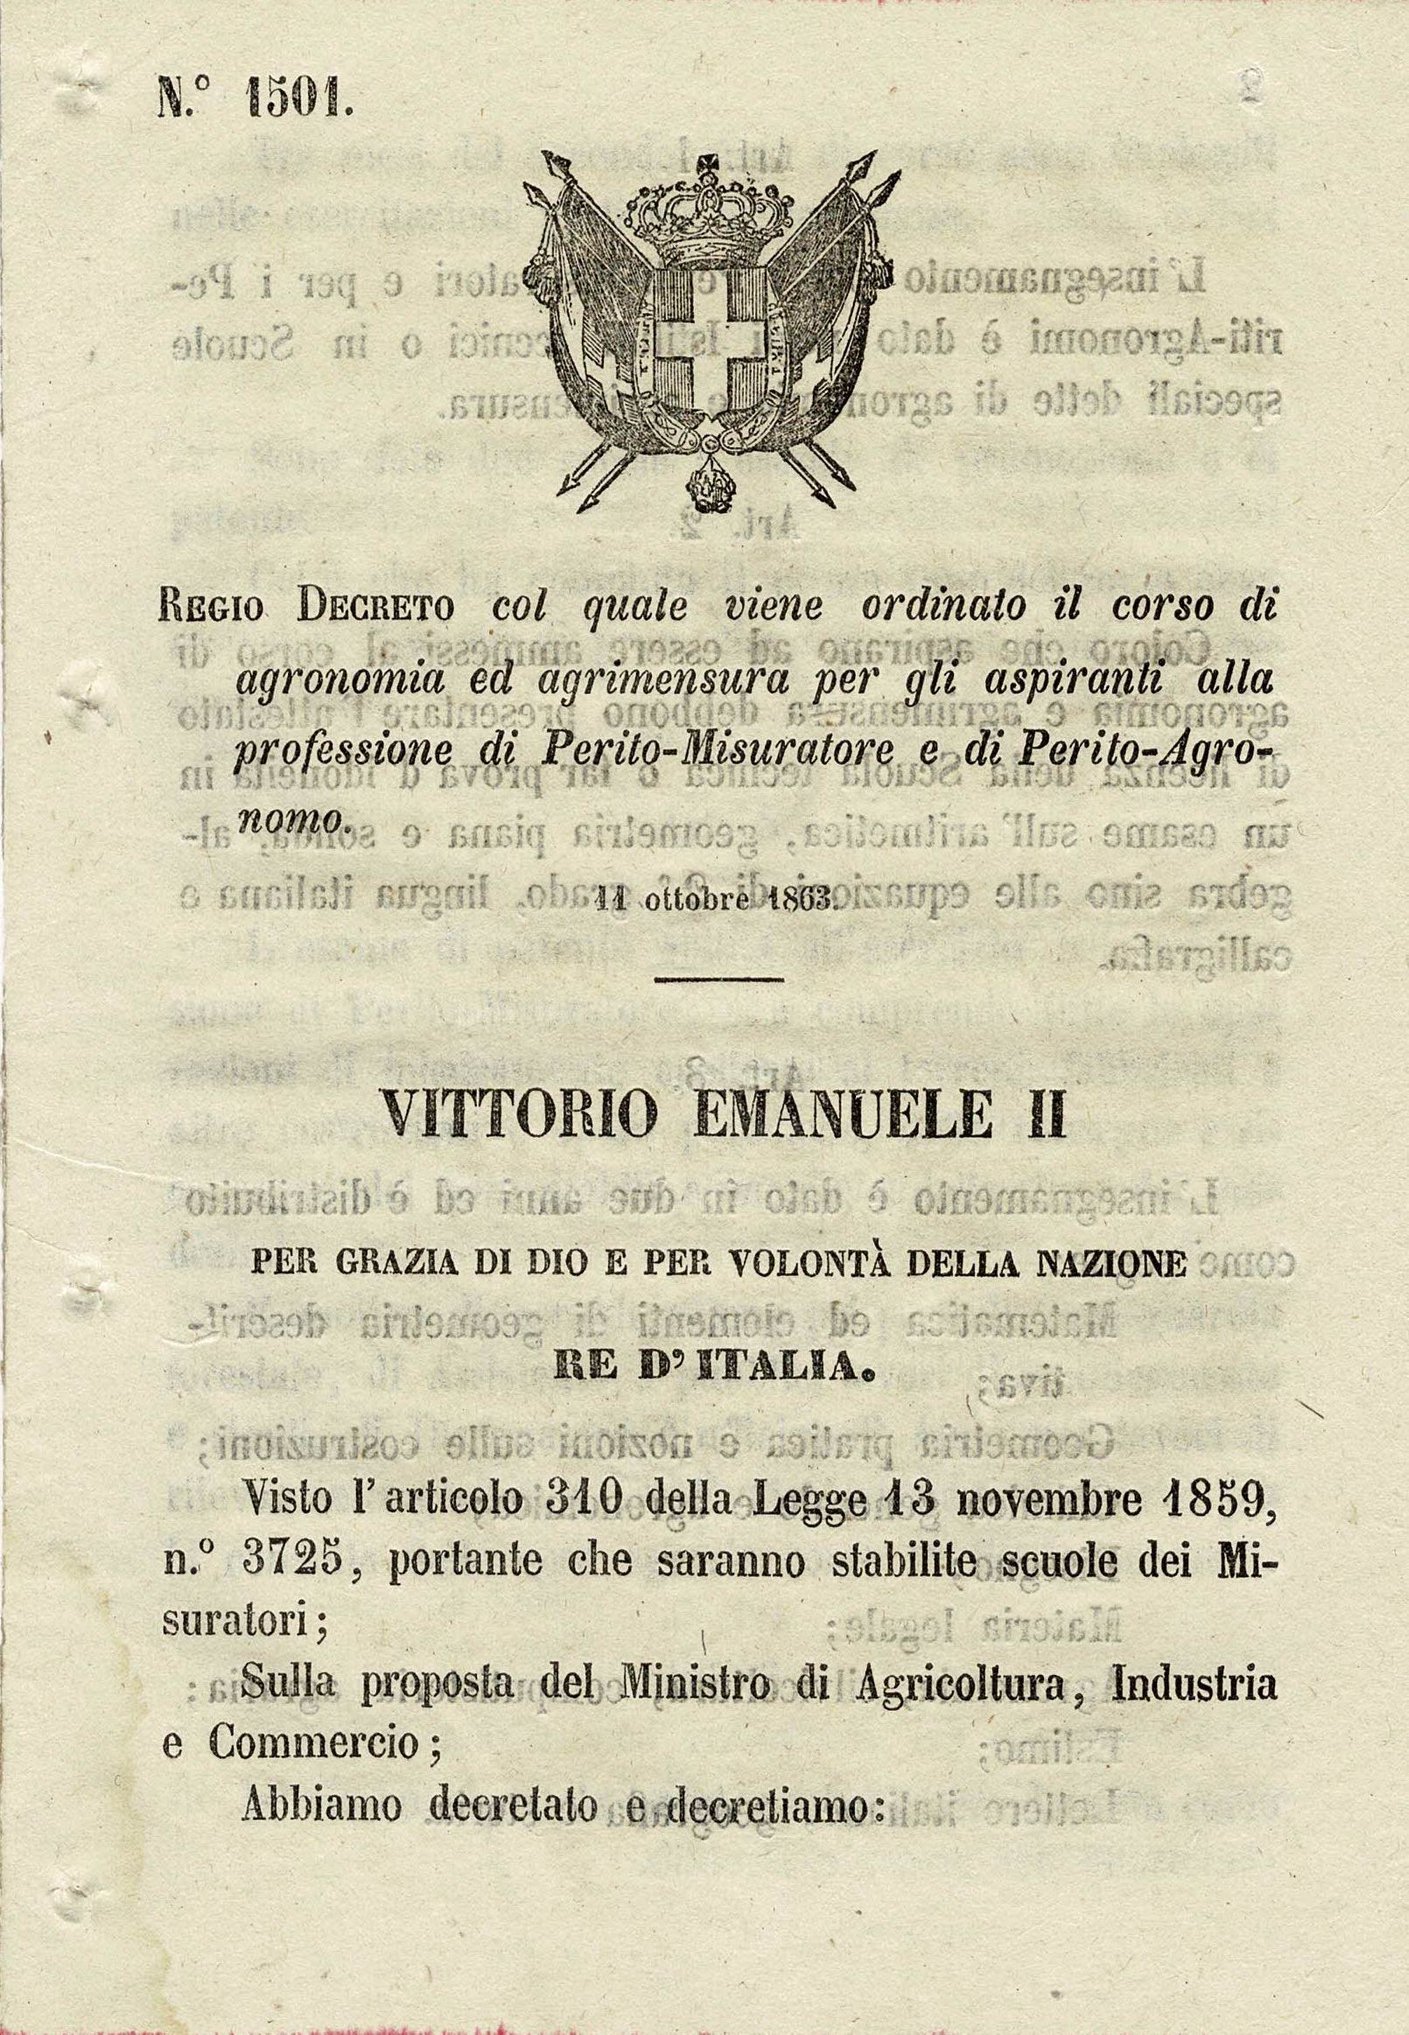 N.º 1501.
REGIO DECRETO col quale viene ordinato il corso di
agronomia ed agrimensura per gli aspiranti alla
professione di Perito-Misuratore e di Perito-Agro-
nomo.
11 ottobre 1863.
VITTORIO EMANUELE II
PER GRAZIA DI DIO E PER VOLONTÀ DELLA NAZIONE
RE D'ITALIA.
Visto l'articolo 310 della Legge 13 novembre 1859,
n.º 3725, portante che saranno stabilite scuole dei Mi-
suratori;
Sulla proposta del Ministro di Agricoltura, Industria
e Commercio;
Abbiamo decretato e decretiamo: